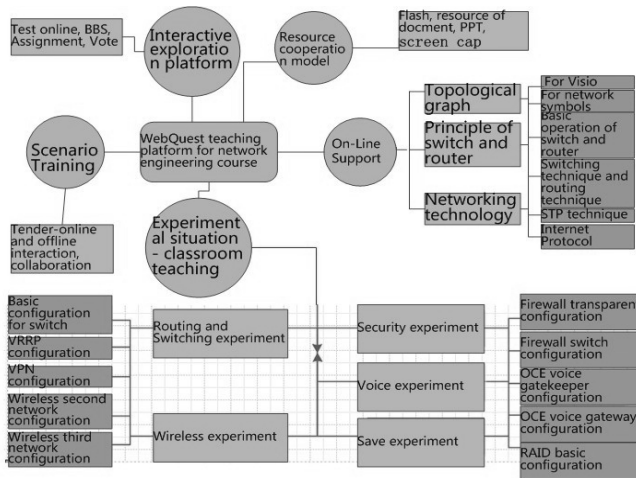 Test online, BBS,
Assignment, Vote
Interactive
exploratio
n platform
Resource
cooperatio
n model
Flash, resource of
docment, PPT,
screen cap
Scenario
Training
WebQuest teaching
platform for network
engineering course
On-Line
Support
Topological
graph
Principle of
switch and
router
Networking
technology
For Visio
For network
symbols
Basic
operation of
switch and
router
Switching
technique and
routing
technique
STP technique
Internet
Protocol
Tender-online
and offline
interaction,
collaboration
Experiment
al situation
- classroom
teaching
Basic
configuration
for switch
VRRP
configuration
VPN
configuration
Wireless second
network
configuration
Wireless third
network
configuration
Routing and
Switching experiment
Wireless experiment
Security experiment
Voice experiment
Save experiment
Firewall transparen
configuration
Firewall switch
configuration
OCE voice
gatekeeper
configuration
OCE voice gateway
configuration
RAID basic
configuration